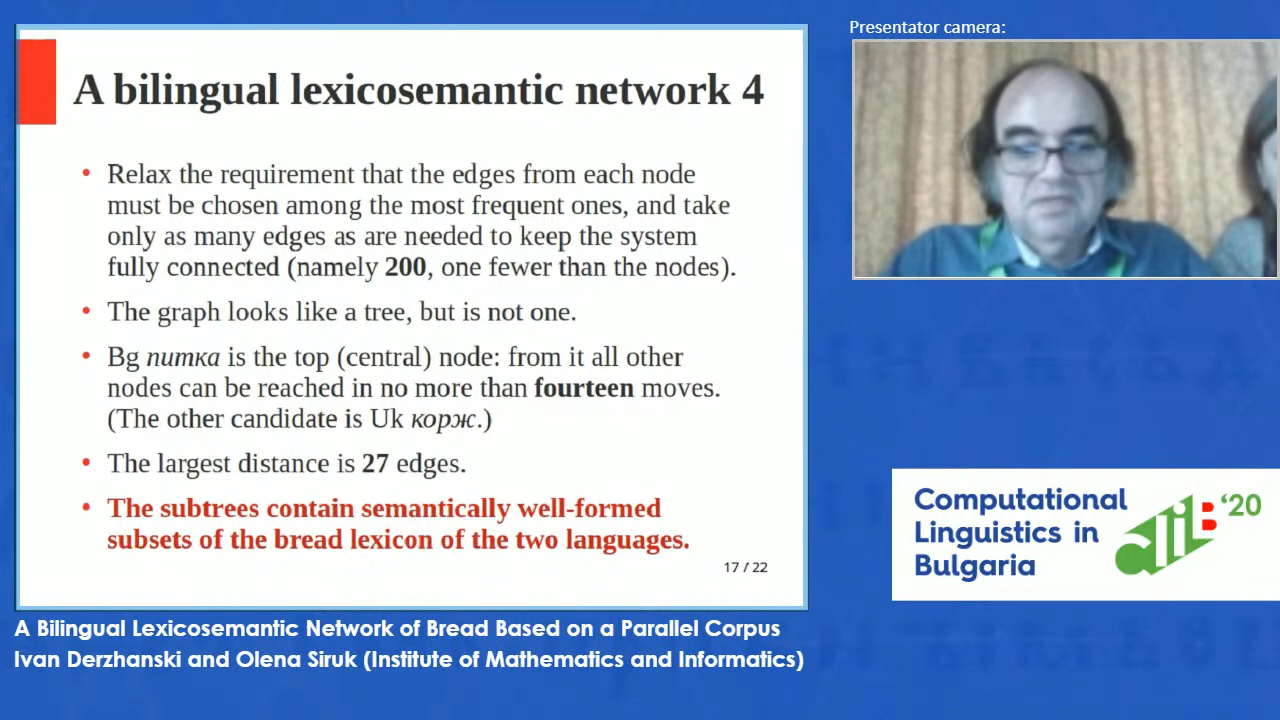 Presentator camera:
A bilingual lexicosemantic network 4
• Relax the requirement that the edges from each node
must be chosen among the most frequent ones, and take
only as many edges as are needed to keep the system
fully connected (namely 200, one fewer than the nodes).
• The graph looks like a tree, but is not one.
• Bg питка is the top (central) node: from it all other
nodes can be reached in no more than fourteen moves.
(The other candidate is Uk корж.)
• The largest distance is 27 edges.
• The subtrees contain semantically well-formed
subsets of the bread lexicon of the two languages.
17 / 22
Computational
Linguistics in
Bulgaria
clib '20
A Bilingual Lexicosemantic Network of Bread Based on a Parallel Corpus
Ivan Derzhanski and Olena Siruk (Institute of Mathematics and Informatics)